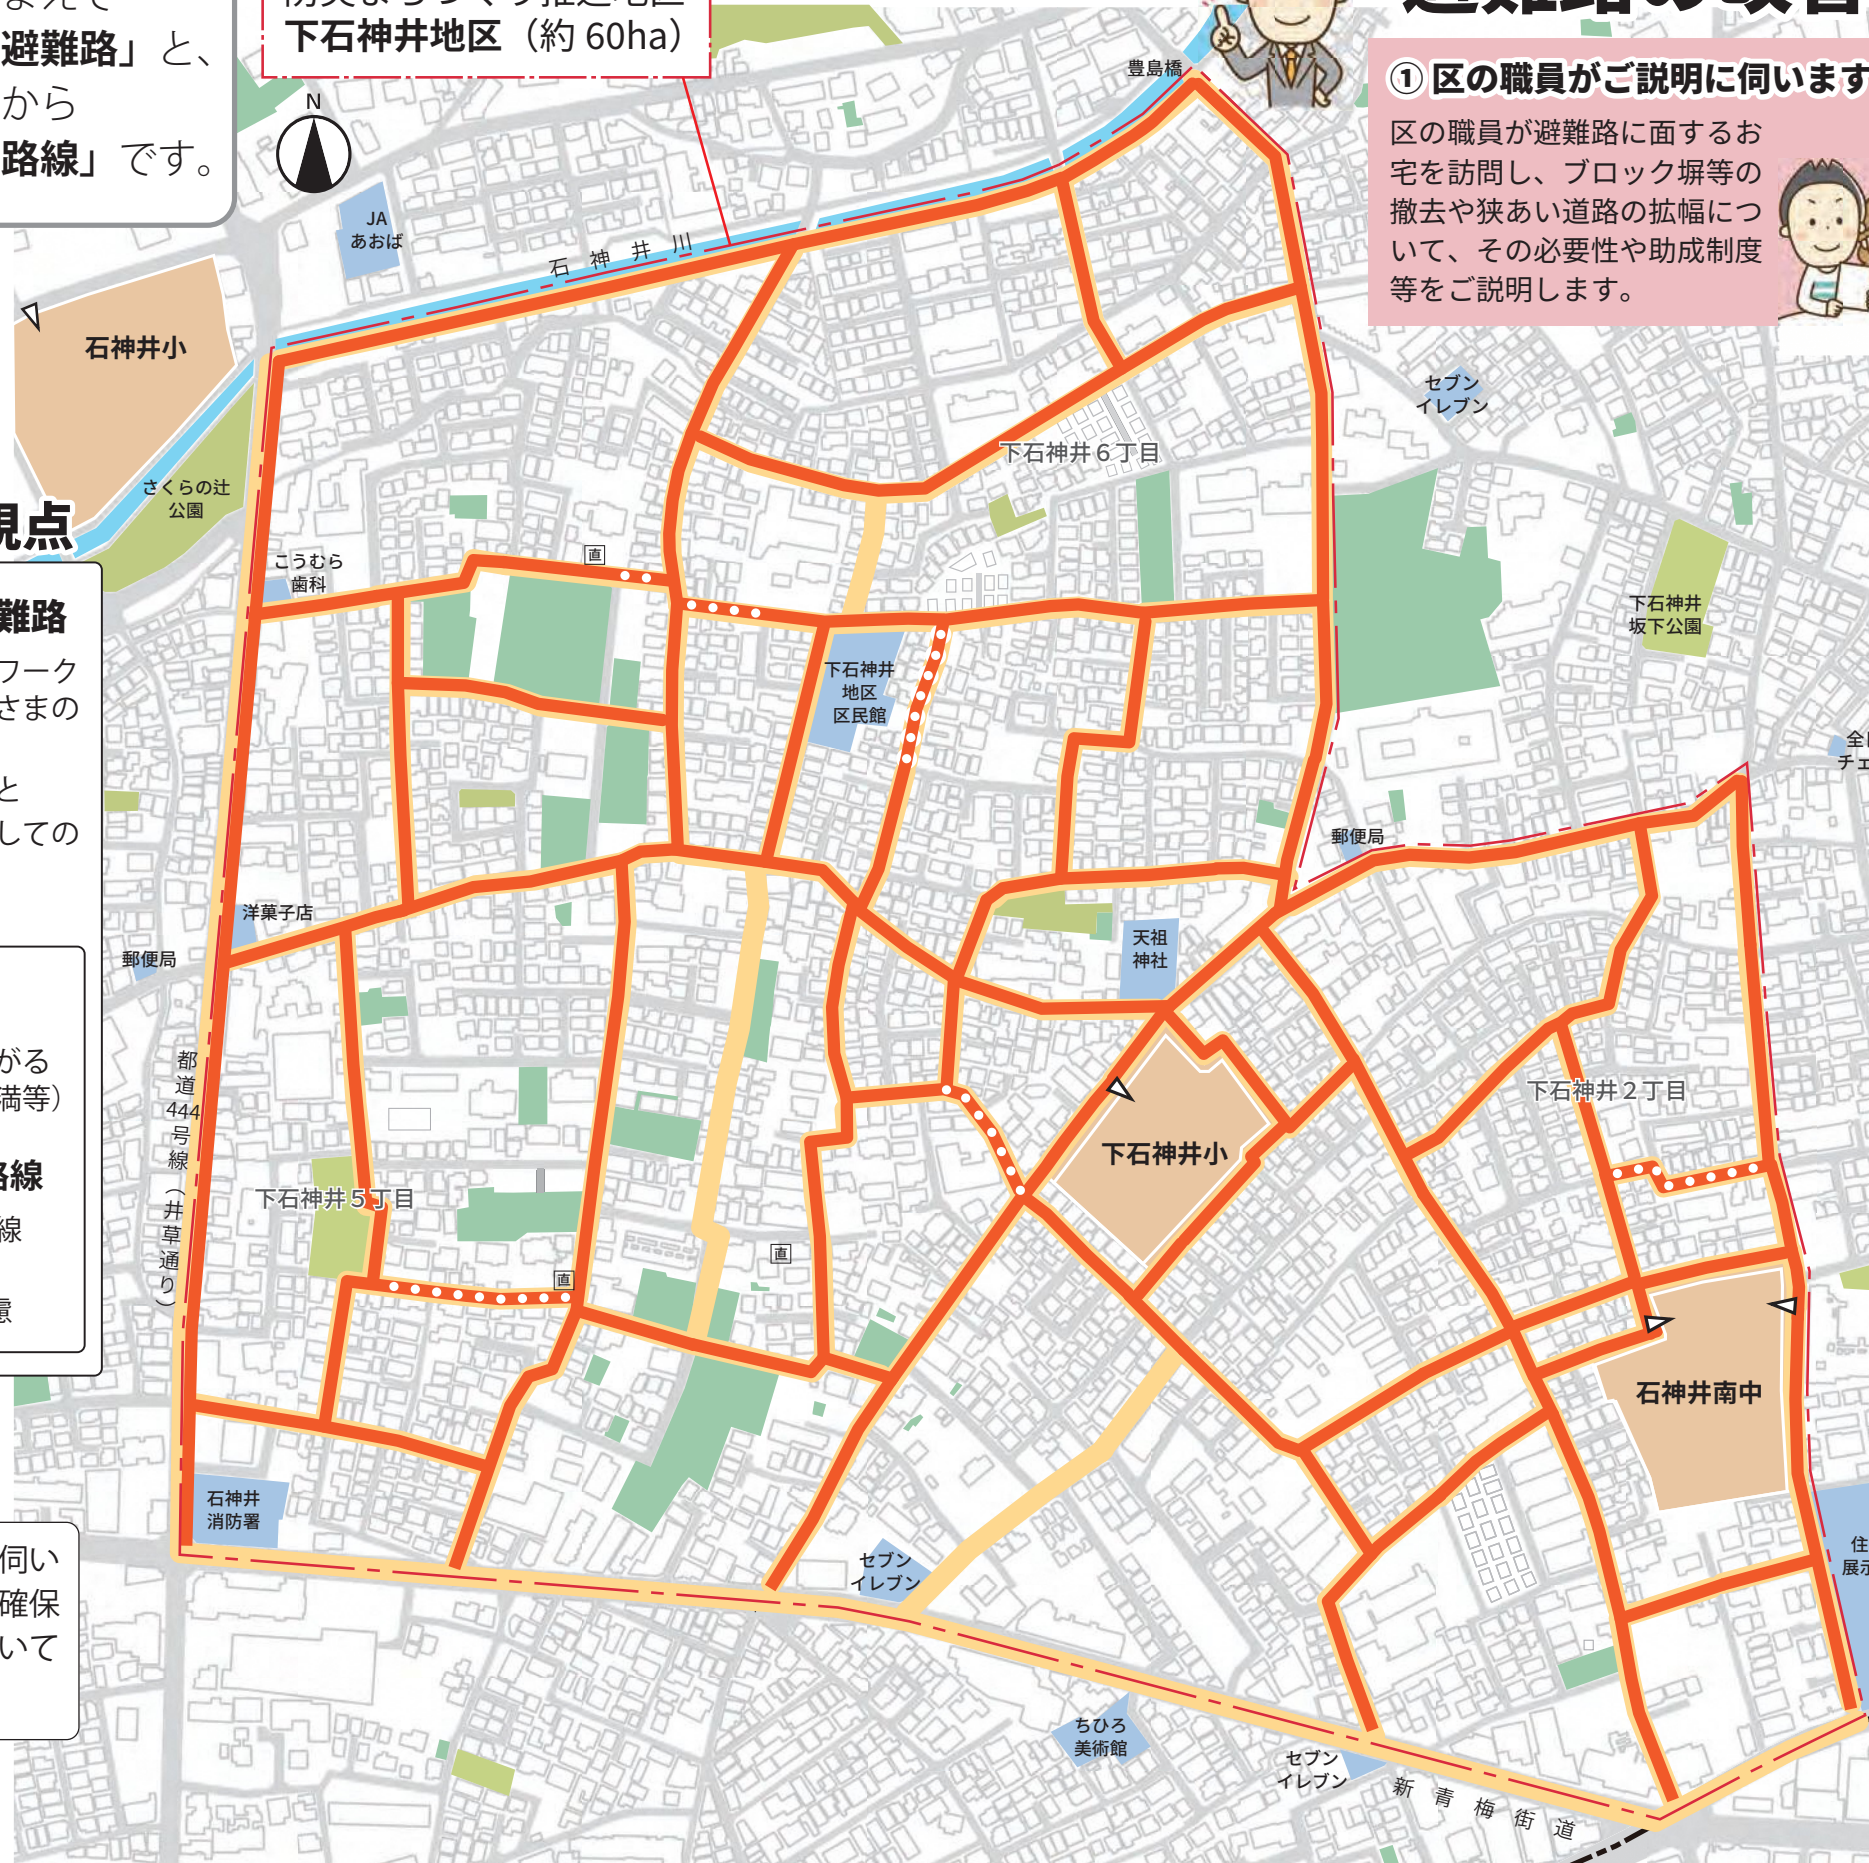 避難路」と、
から
路線」です。
下石神井地区（約 60ha）
N
豊島橋
① 区の職員がご説明に伺います
区の職員が避難路に面するお
宅を訪問し、ブロック塀等の
撤去や狭あい道路の拡幅につ
いて、その必要性や助成制度
等をご説明します。
JA
あおば
石神井川
石神井小
さくらの辻
公園
こうむら
歯科
セブン
イレブン
下石神井６丁目
直
視点
難路
ワーク
さまの
と
しての
下石神井
坂下公園
下石神井
地区
区民館
郵便局
洋菓子店
郵便局
天祖
神社
がる
満等）
路線
線
都道444号線（井草通り）
下石神井２丁目
下石神井小
下石神井５丁目
直
直
石神井南中
石神井
消防署
伺い
確保
いて
セブン
イレブン
ちひろ
美術館
セブン
イレブン
新青梅街道